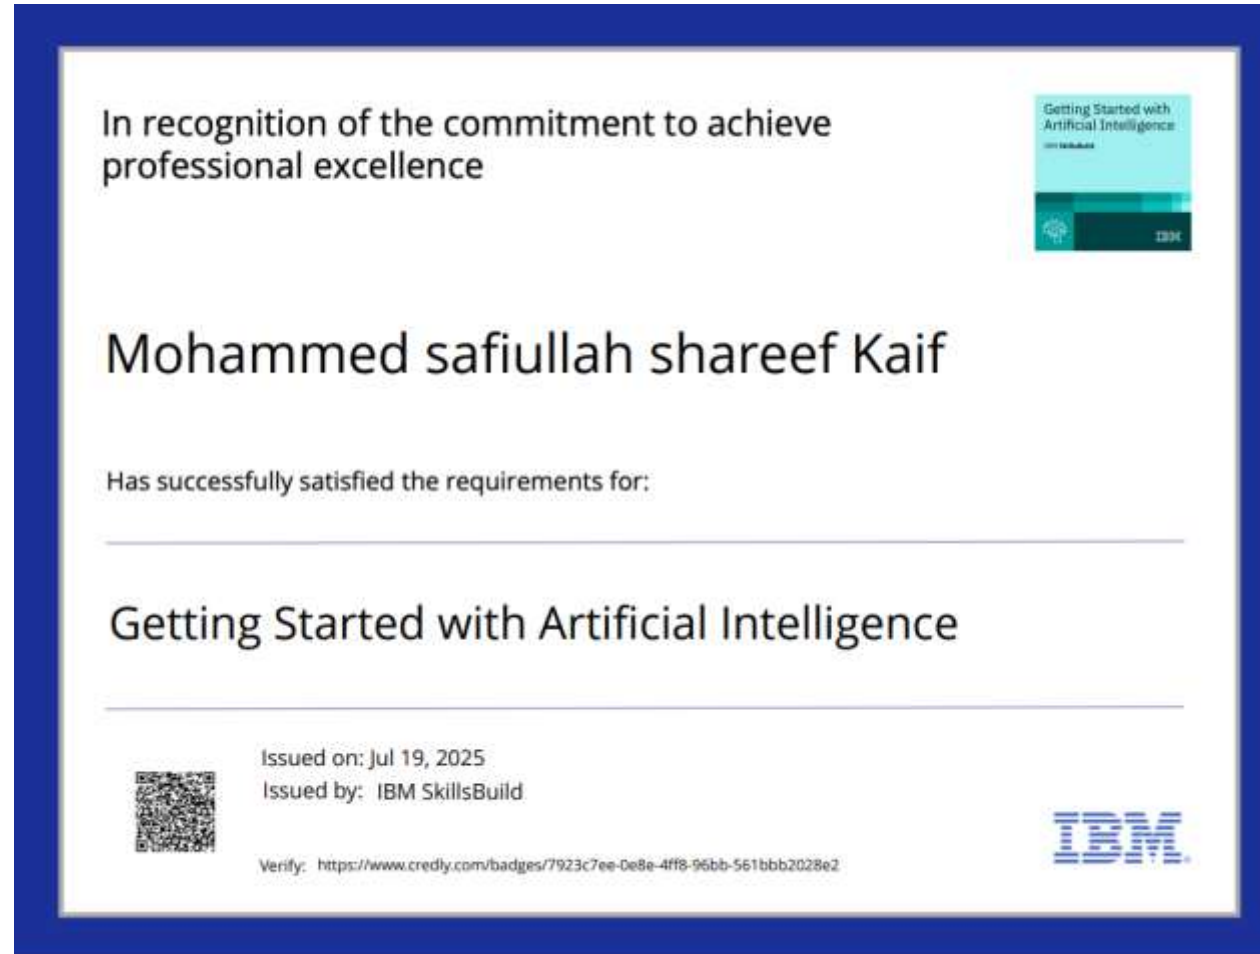 In recognition of the commitment to achieve
professional excellence
Getting Started with
Artificial Intelligence
IBM SkillsBuild
IBM
Mohammed safiullah shareef Kaif
Has successfully satisfied the requirements for:
Getting Started with Artificial Intelligence
Issued on: Jul 19, 2025
Issued by: IBM SkillsBuild
Verify: https://www.credly.com/badges/7923c7ee-0e8e-4ff8-96bb-561bbb2028e2
IBM.